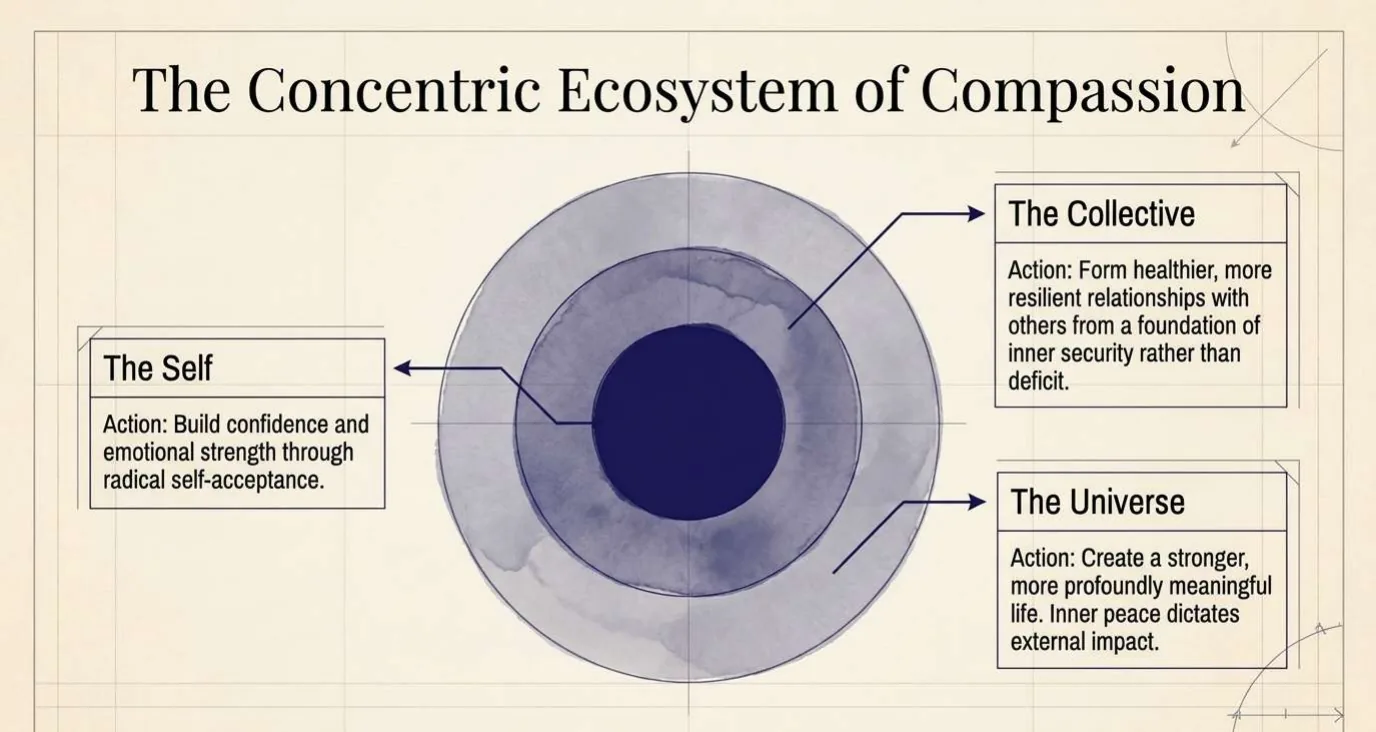 The Concentric Ecosystem of Compassion
The Self
Action: Build confidence and
emotional strength through
radical self-acceptance.
The Collective
Action: Form healthier, more
resilient relationships with
others from a foundation of
inner security rather than
deficit.
The Universe
Action: Create a stronger,
more profoundly meaningful
life. Inner peace dictates
external impact.